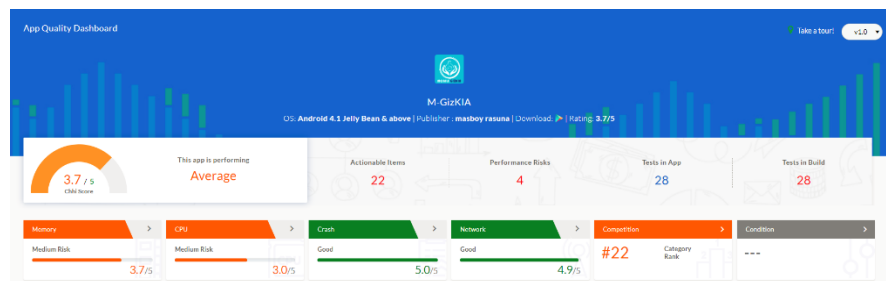 App Quality Dashboard
Take a tour!
v1.0
M-GizKIA
OS: Android 4.1 Jelly Bean & above | Publisher : masboy rasuna | Download: | Rating: 3.7/5
3.7 / 5
Chhi Score
This app is performing
Average
Actionable Items
22
Performance Risks
4
Tests in App
28
Tests in Build
28
Memory >
Medium Risk
3.7/5
CPU >
Medium Risk
3.0/5
Crash >
Good
5.0/5
Network >
Good
4.9/5
Competition >
#22 Category
Rank
Condition >
---